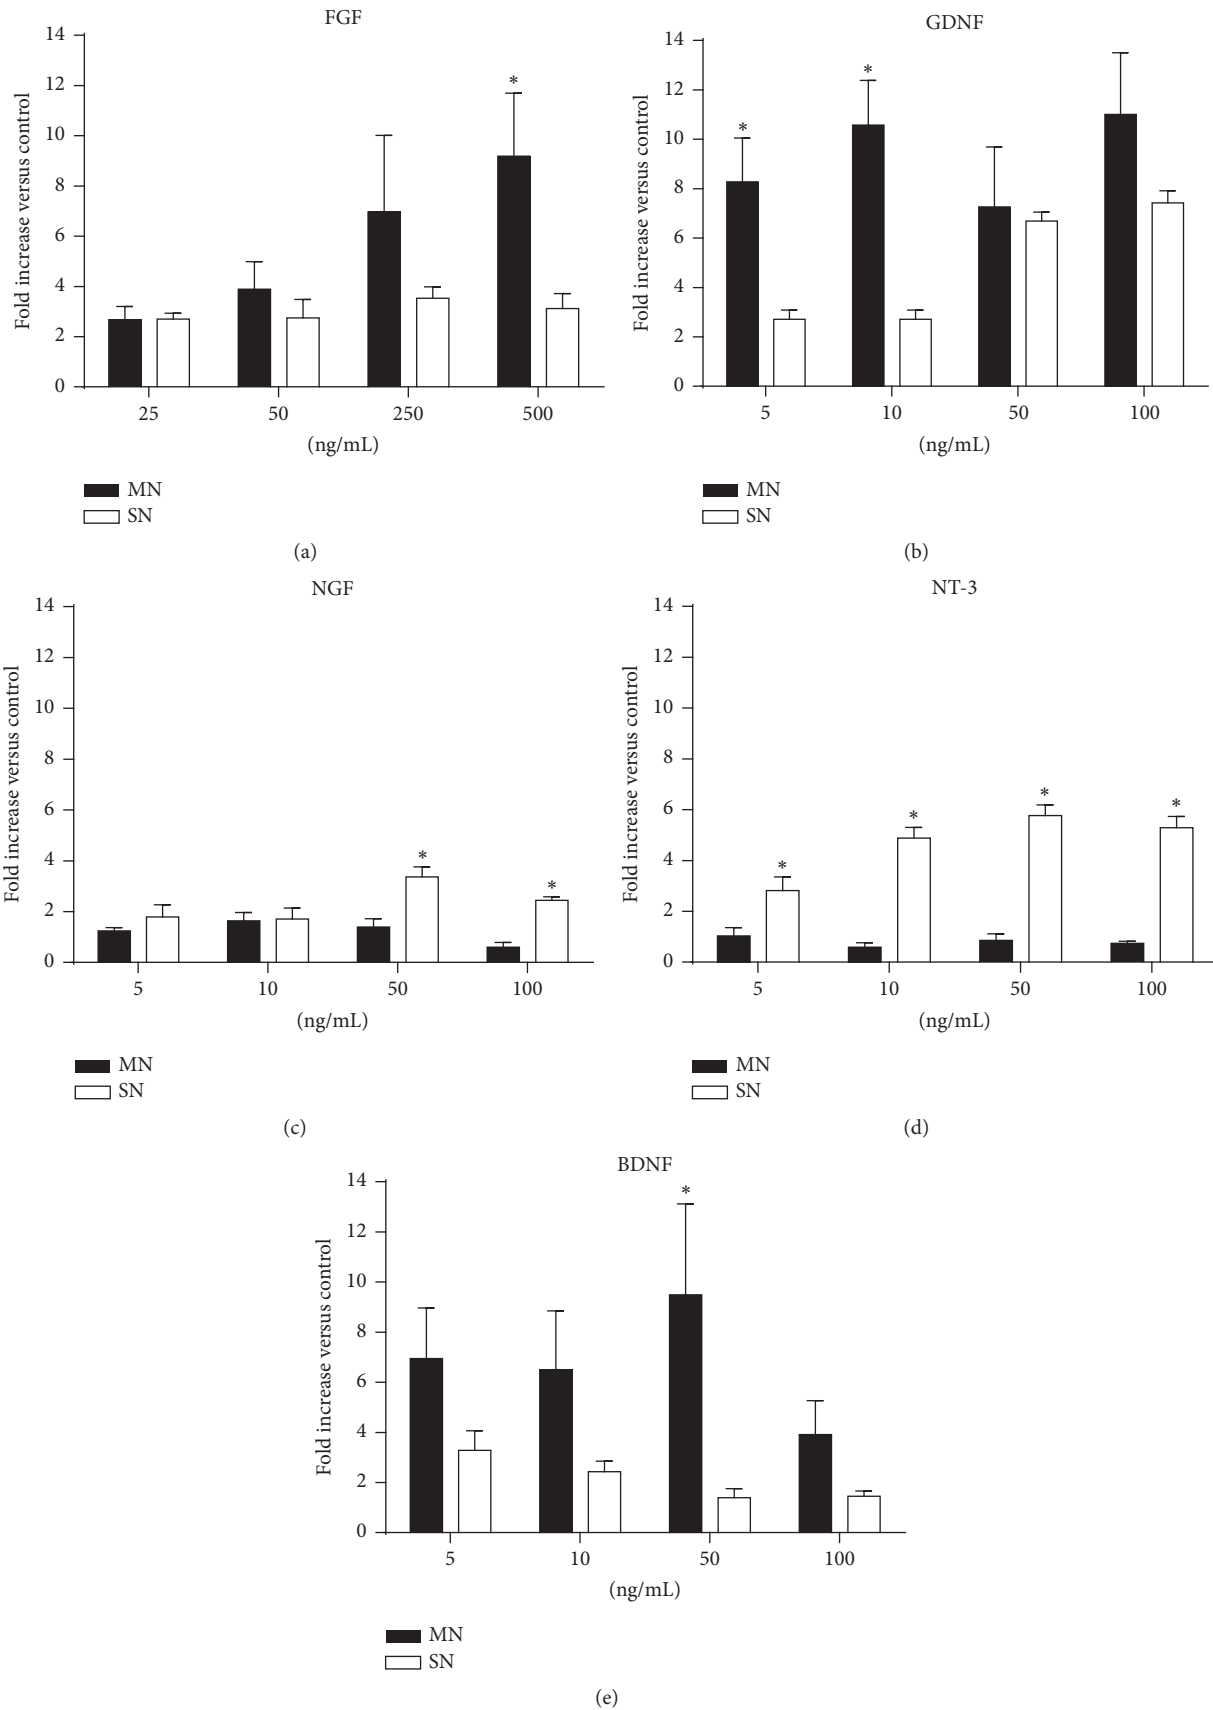 FGF
Fold increase versus control
14
12
10
8
6
4
2
0
*
25 50 250 500
(ng/mL)
MN
SN
(a)
GDNF
Fold increase versus control
14
12
10
8
6
4
2
0
* *
5 10 50 100
(ng/mL)
MN
SN
(b)
NGF
Fold increase versus control
14
12
10
8
6
4
2
0
* *
5 10 50 100
(ng/mL)
MN
SN
(c)
NT-3
Fold increase versus control
14
12
10
8
6
4
2
0
* * * *
5 10 50 100
(ng/mL)
MN
SN
(d)
BDNF
Fold increase versus control
14
12
10
8
6
4
2
0
*
5 10 50 100
(ng/mL)
MN
SN
(e)